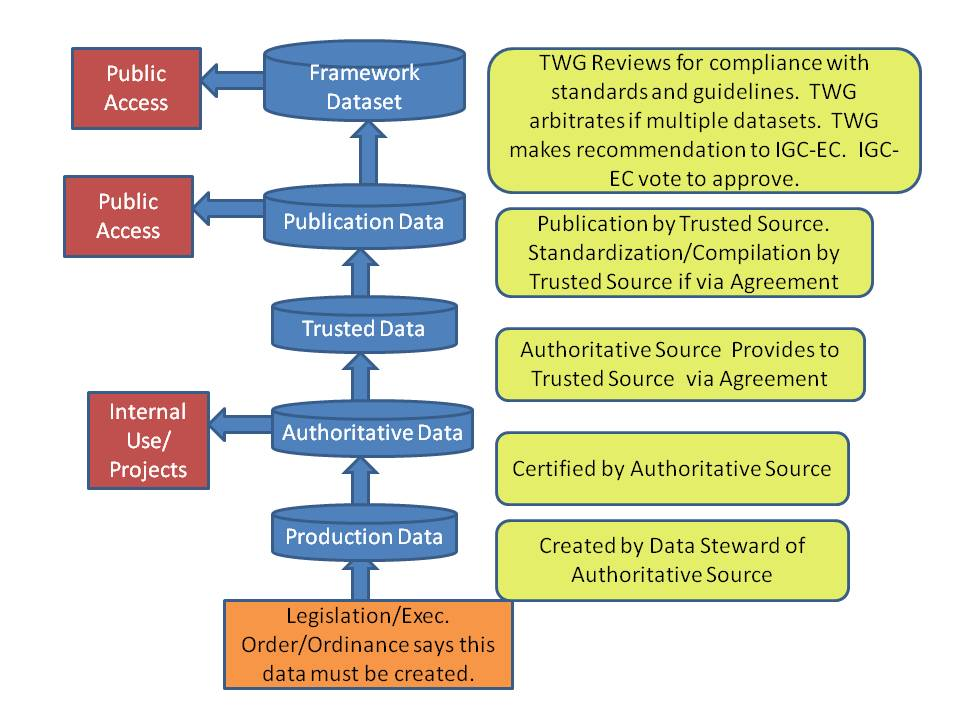 Public
Access
Framework
Dataset
TWG Reviews for compliance with
standards and guidelines.  TWG
arbitrates if multiple datasets.  TWG
makes recommendation to IGC-EC.  IGC-
EC vote to approve.
Public
Access
Publication Data
Publication by Trusted Source.
Standardization/Compilation by
Trusted Source if via Agreement
Trusted Data
Authoritative Source  Provides to
Trusted Source  via Agreement
Internal
Use/
Projects
Authoritative Data
Certified by Authoritative Source
Production Data
Created by Data Steward of
Authoritative Source
Legislation/Exec.
Order/Ordinance says this
data must be created.